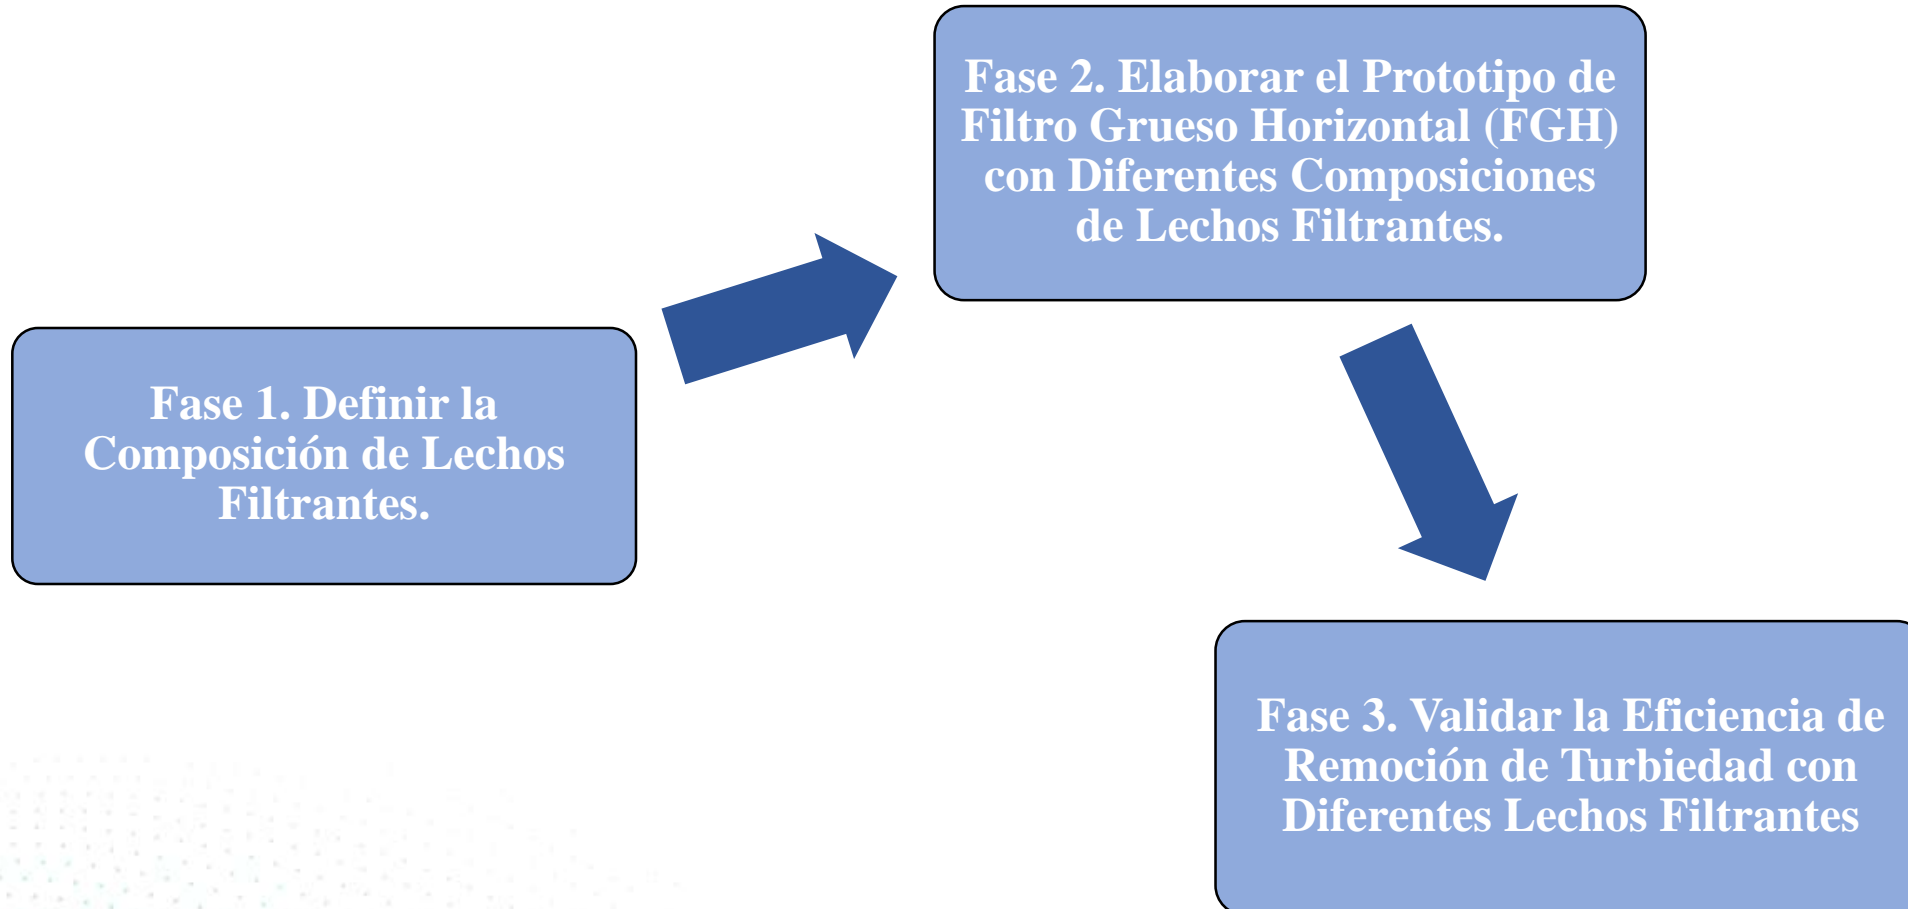 Fase 1. Definir la
Composición de Lechos
Filtrantes.
Fase 2. Elaborar el Prototipo de
Filtro Grueso Horizontal (FGH)
con Diferentes Composiciones
de Lechos Filtrantes.
Fase 3. Validar la Eficiencia de
Remoción de Turbiedad con
Diferentes Lechos Filtrantes